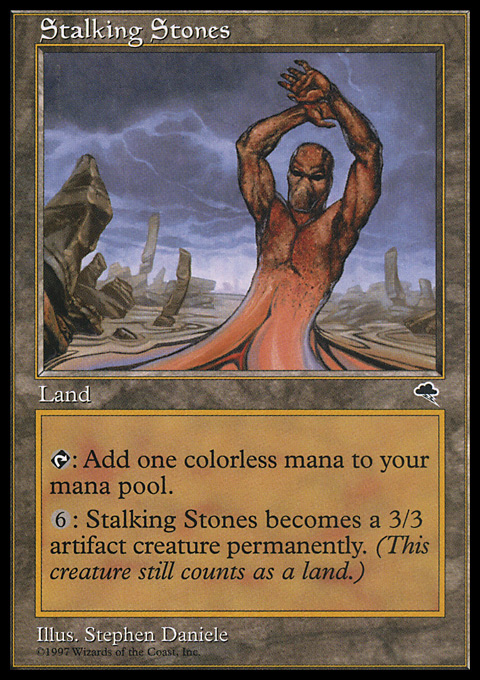 Stalking Stones
Land
: Add one colorless mana to your
mana pool.
6: Stalking Stones becomes a 3/3
artifact creature permanently. (This
creature still counts as a land.)
Illus. Stephen Daniele
©1997 Wizards of the Coast, Inc.